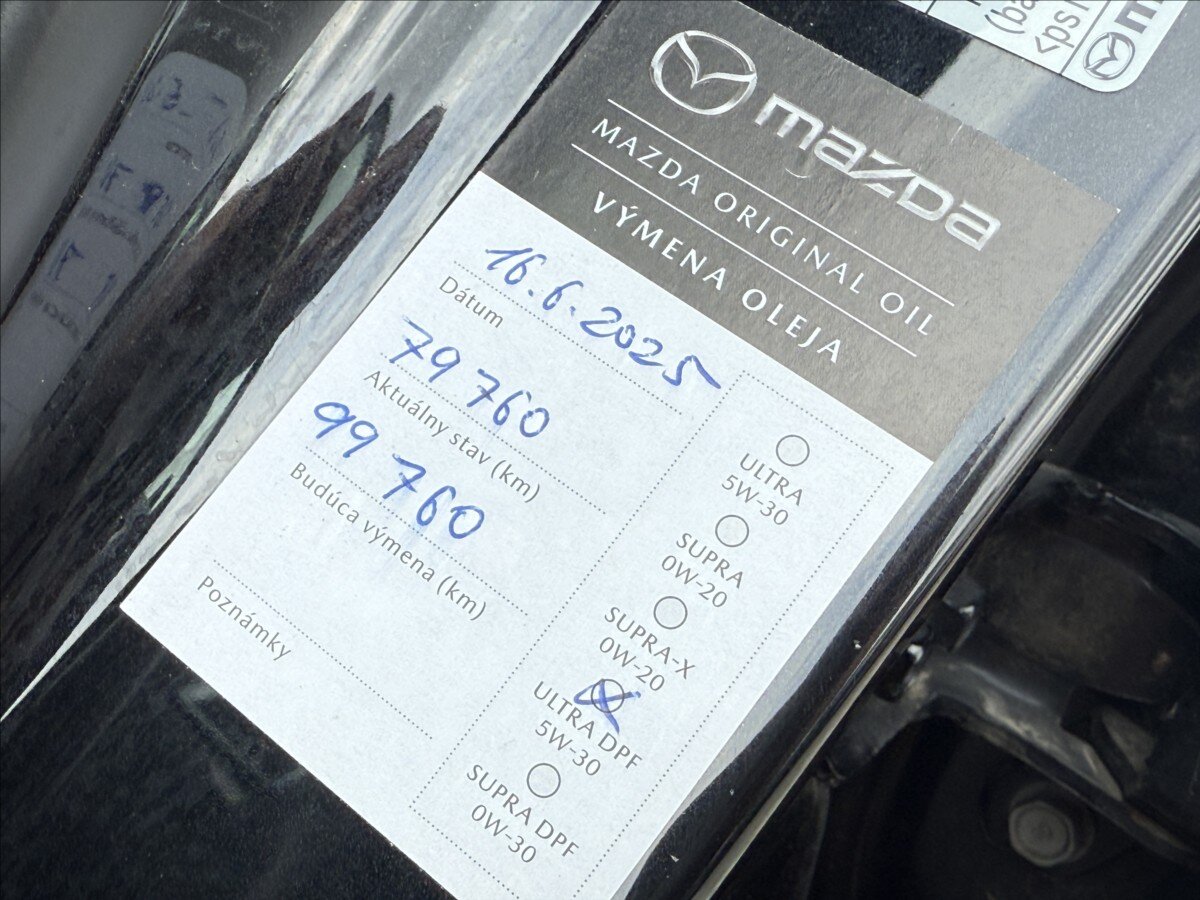 (ba
<psi
mazda
MAZDA ORIGINAL OIL
VÝMENA OLEJA
16.6.2025
Dátum
79 760
Aktuálny stav (km)
99 760
Budúca výmena (km)
Poznámky
ULTRA
5W-30
SUPRA
0W-20
SUPRA-X
0W-20
ULTRA DPF
5W-30
SUPRA DPF
0W-30